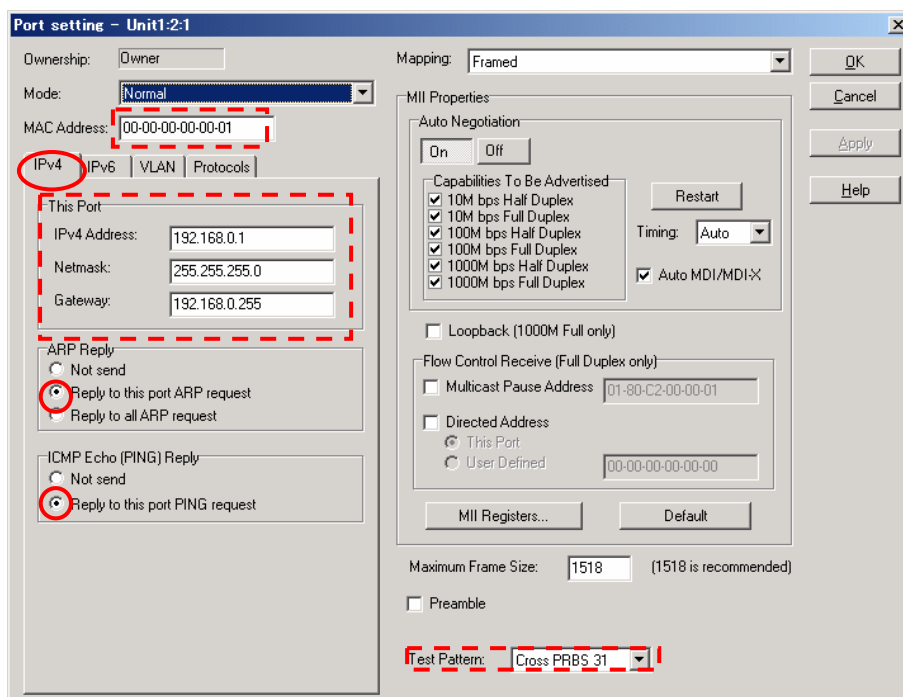 Port setting - Unit1:2:1
Ownership: Owner
Mode: Normal
MAC Address: 00-00-00-00-00-01
IPv4 IPv6 VLAN Protocols
This Port
IPv4 Address: 192.168.0.1
Netmask: 255.255.255.0
Gateway: 192.168.0.255
ARP Reply
Not send
Reply to this port ARP request
Reply to all ARP request
ICMP Echo (PING) Reply
Not send
Reply to this port PING request
Mapping: Framed
MII Properties
Auto Negotiation
On Off
Capabilities To Be Advertised
10M bps Half Duplex
10M bps Full Duplex
100M bps Half Duplex
100M bps Full Duplex
1000M bps Half Duplex
1000M bps Full Duplex
Restart
Timing: Auto
Auto MDI/MDI-X
Loopback (1000M Full only)
Flow Control Receive (Full Duplex only)
Multicast Pause Address 01-80-C2-00-00-01
Directed Address
This Port
User Defined 00-00-00-00-00-00
MII Registers... Default
Maximum Frame Size: 1518 (1518 is recommended)
Preamble
Test Pattern: Cross PRBS 31
OK
Cancel
Apply
Help